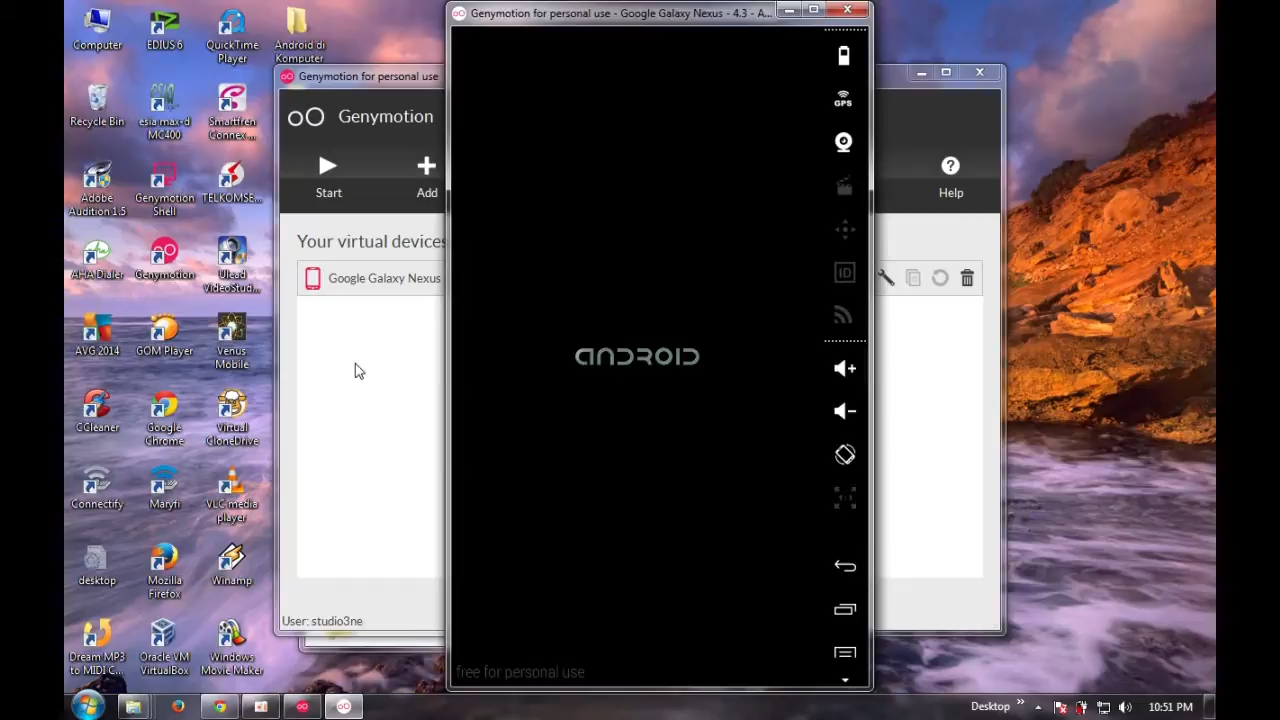 Computer
EDIUS 6
QuickTime
Player
Android di
Komputer
Recycle Bin
esia max-d
MC400
Smartfren
Connex ...
Adobe
Audition 1.5
Genymotion
Shell
TELKOMSE...
AHA Dialer
Genymotion
Ulead
VideoStudi...
AVG 2014
GOM Player
Venus
Mobile
CCleaner
Google
Chrome
Virtual
CloneDrive
Connectify
Maryfi
VLC media
player
desktop
Mozilla
Firefox
Winamp
Dream MP3
to MIDI C...
Oracle VM
VirtualBox
Windows
Movie Maker
Genymotion for personal use
Genymotion
Start
Add
Help
Your virtual devices
Google Galaxy Nexus
User: studio3ne
Genymotion for personal use - Google Galaxy Nexus - 4.3 - A...
GPS
ID
ANDROID
free for personal use
Desktop
10:51 PM